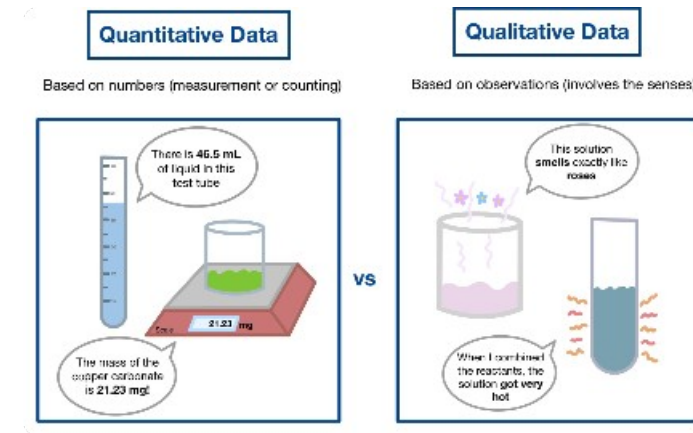 Quantitative Data
Based on numbers (measurement or counting)
There is 46.5 mL
of liquid in this
test tube
21.23 mg
The mass of the
copper carbonate
is 21.23 mg!
vs
Qualitative Data
Based on observations (involves the senses)
This solution
smells exactly like
roses
When I combined
the reactants, the
solution got very
hot